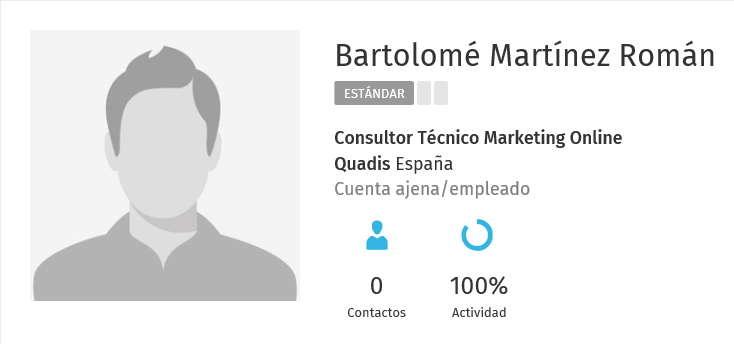 Bartolomé Martínez Román
ESTÁNDAR
Consultor Técnico Marketing Online
Quadis España
Cuenta ajena/empleado
0 100%
Contactos Actividad